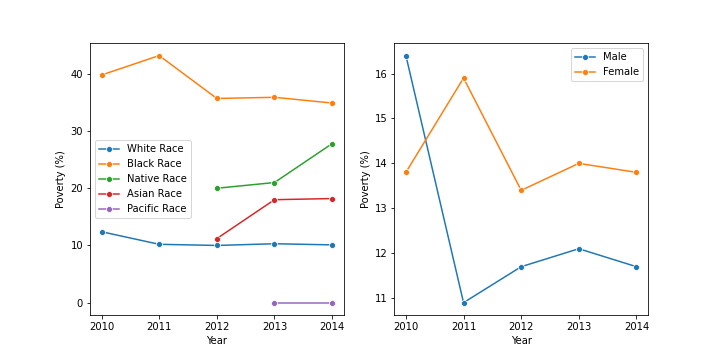 Poverty (%)
40
30
20
10
0
White Race
Black Race
Native Race
Asian Race
Pacific Race
2010 2011 2012 2013 2014
Year
Poverty (%)
16
15
14
13
12
11
Male
Female
2010 2011 2012 2013 2014
Year